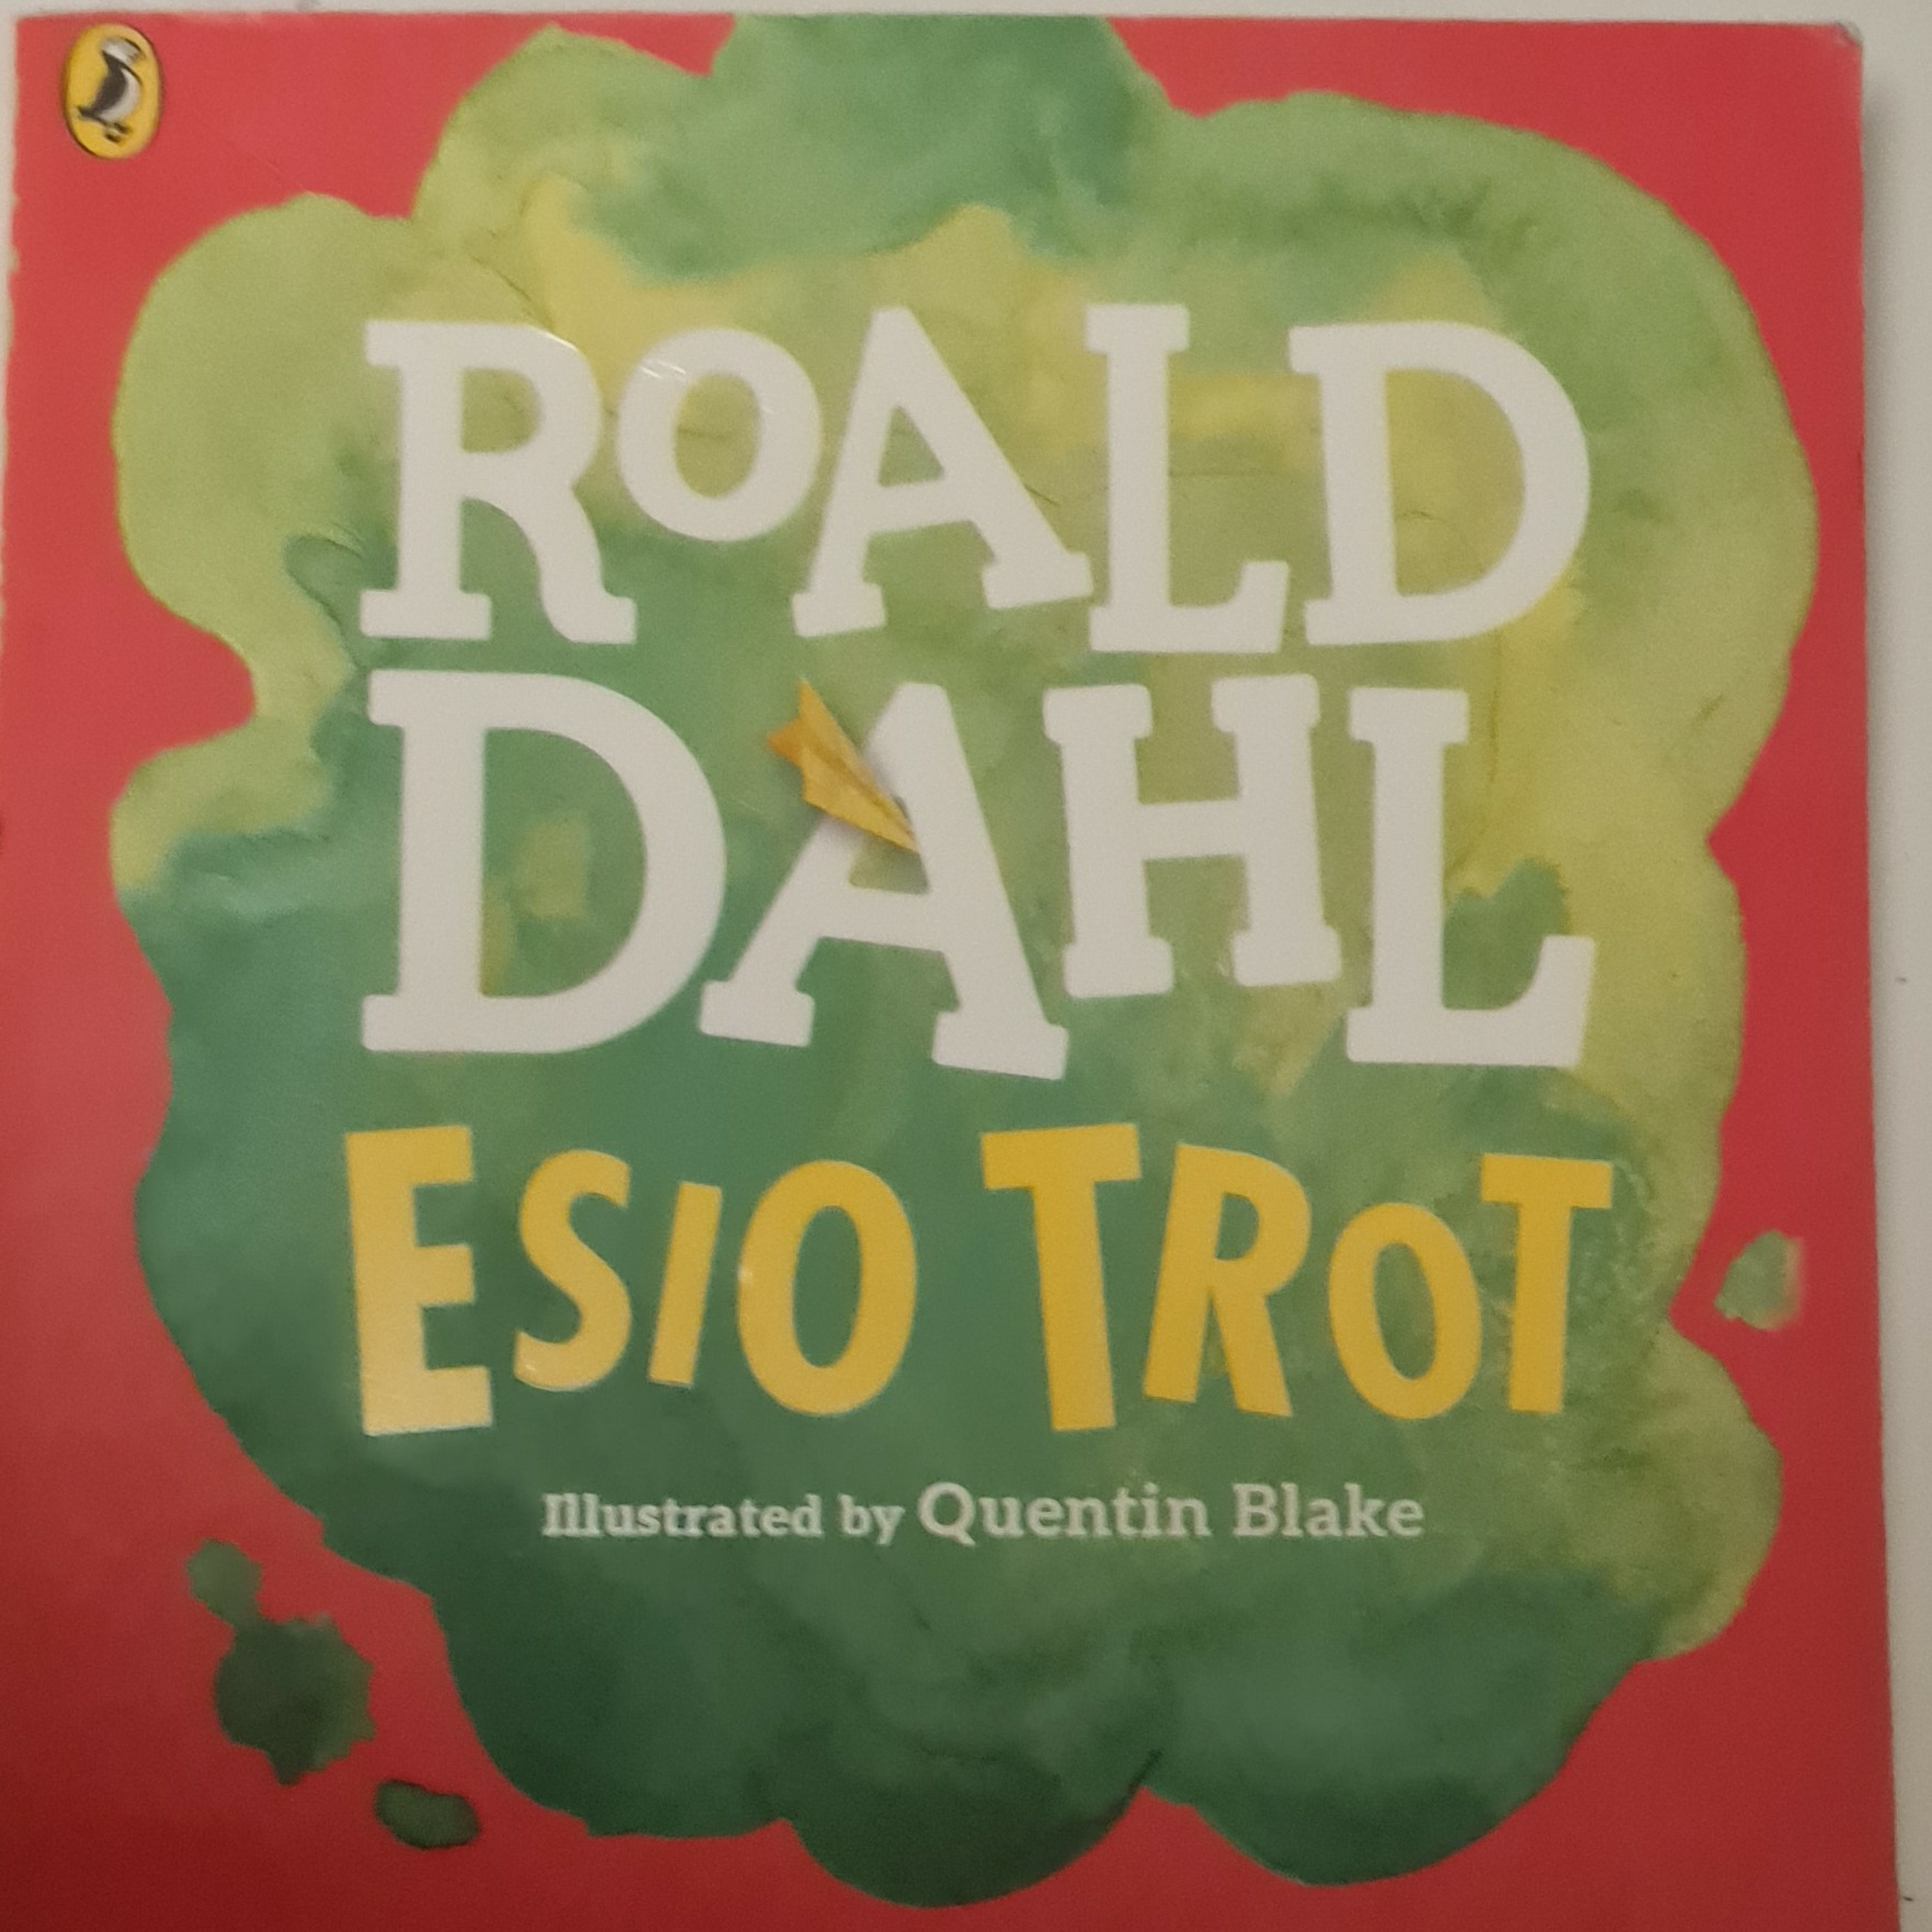 ROALD
DAHL
ESIO TROT
Illustrated by Quentin Blake